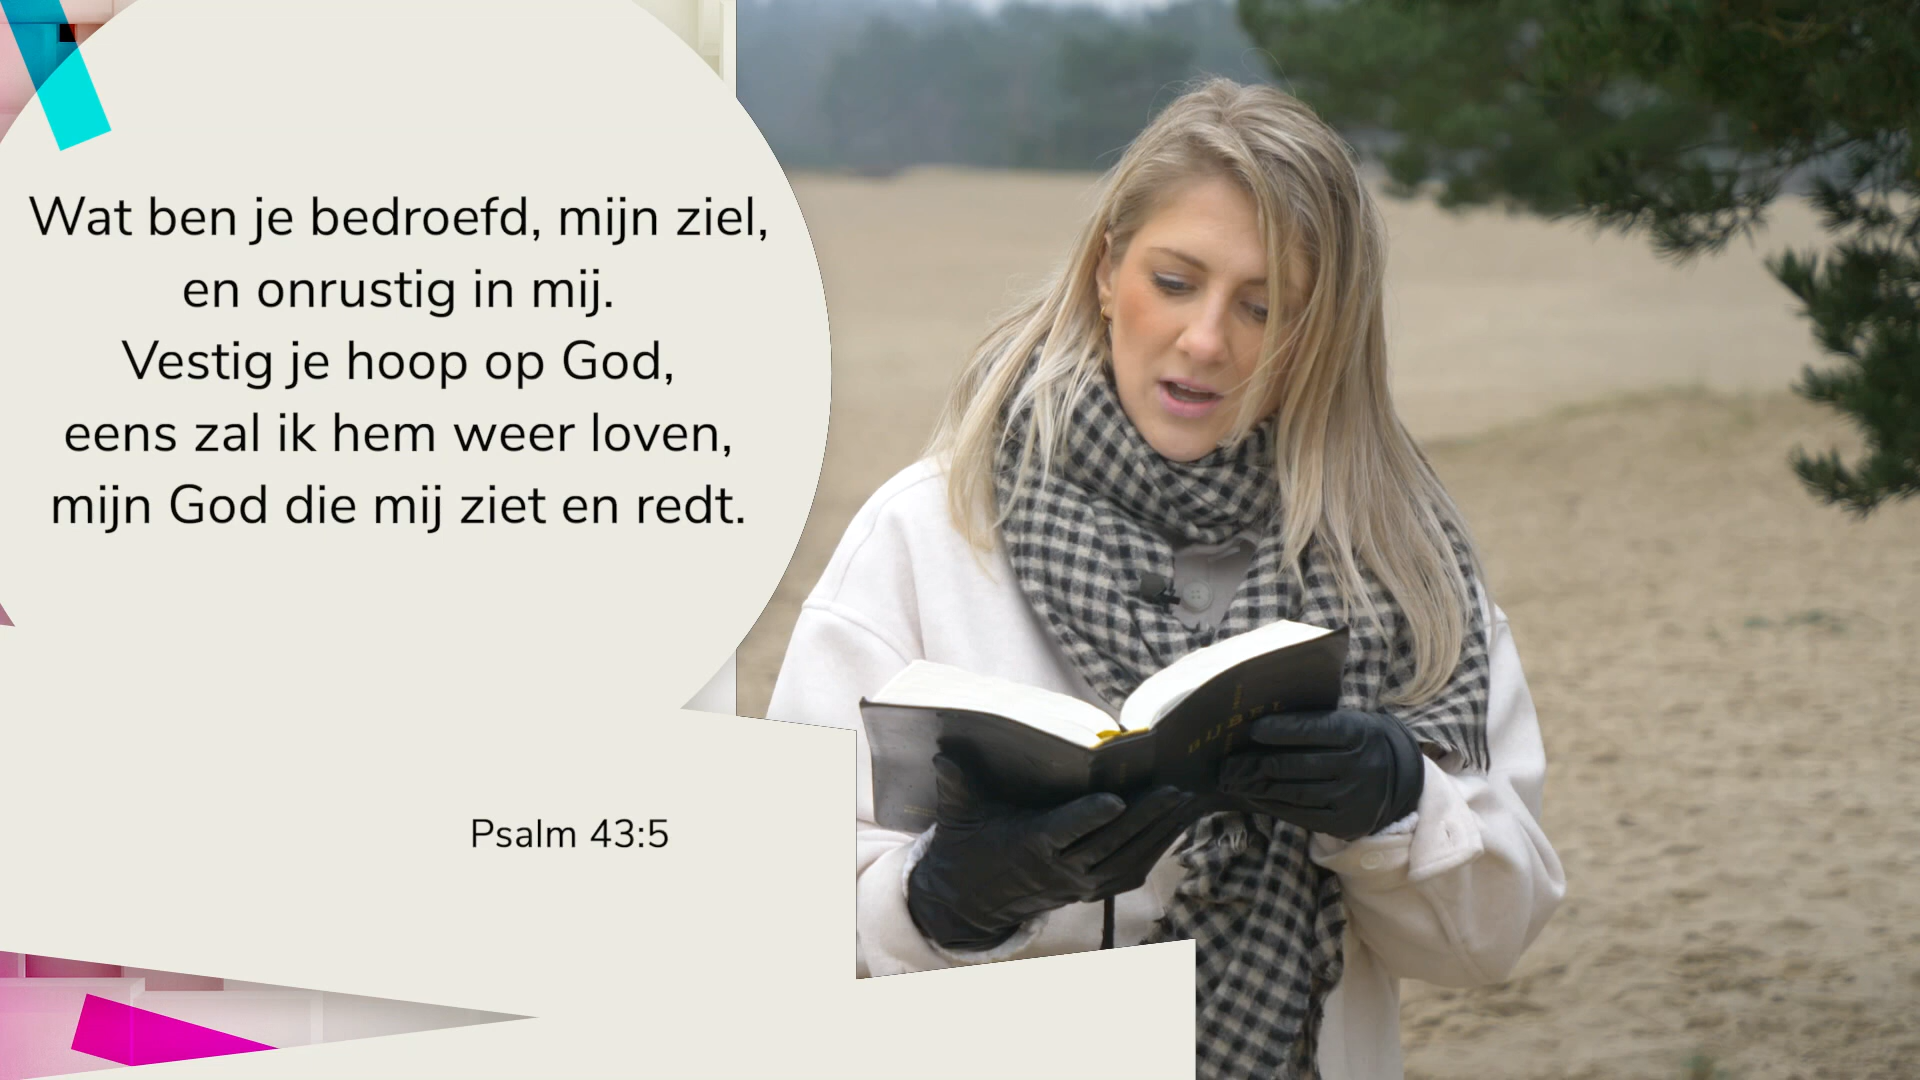 Wat ben je bedroefd, mijn ziel,
en onrustig in mij.
Vestig je hoop op God,
eens zal ik hem weer loven,
mijn God die mij ziet en redt.
Psalm 43:5
BIJBEL